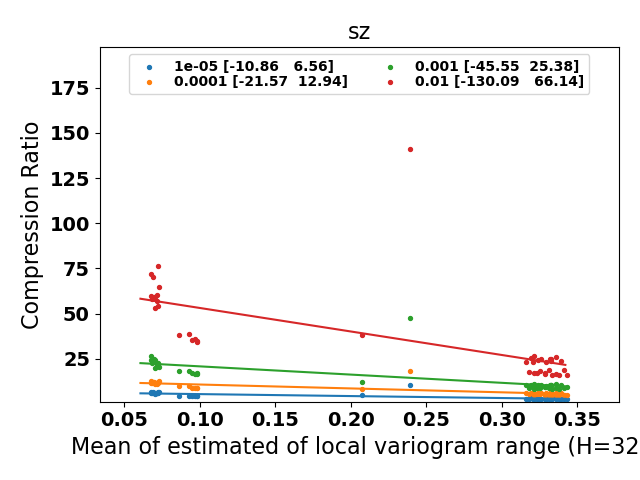 sz
1e-05 [-10.86 6.56]
0.0001 [-21.57 12.94]
0.001 [-45.55 25.38]
0.01 [-130.09 66.14]
Compression Ratio
175
150
125
100
75
50
25
0.05 0.10 0.15 0.20 0.25 0.30 0.35
Mean of estimated of local variogram range (H=32